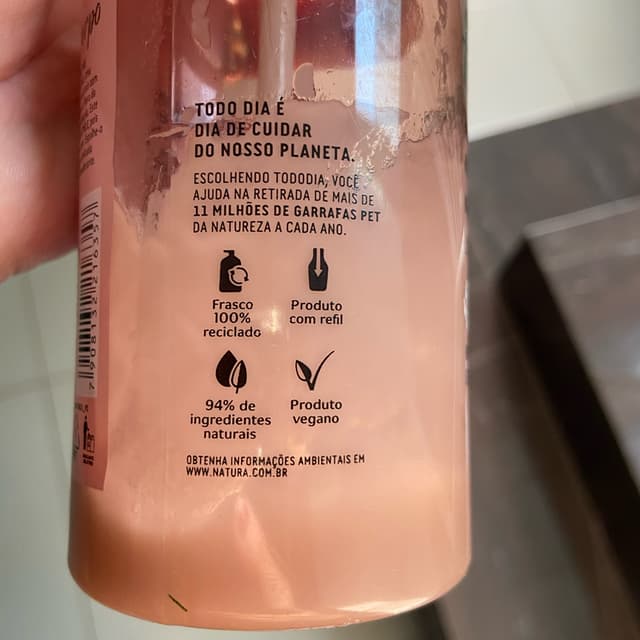 TODO DIA É
DIA DE CUIDAR
DO NOSSO PLANETA.
ESCOLHENDO TODODIA, VOCÊ
AJUDA NA RETIRADA DE MAIS DE
11 MILHÕES DE GARRAFAS PET
DA NATUREZA A CADA ANO.
Frasco
100%
reciclado
Produto
com refil
94% de
ingredientes
naturais
Produto
vegano
OBTENHA INFORMAÇÕES AMBIENTAIS EM
WWW.NATURA.COM.BR
7908132216357